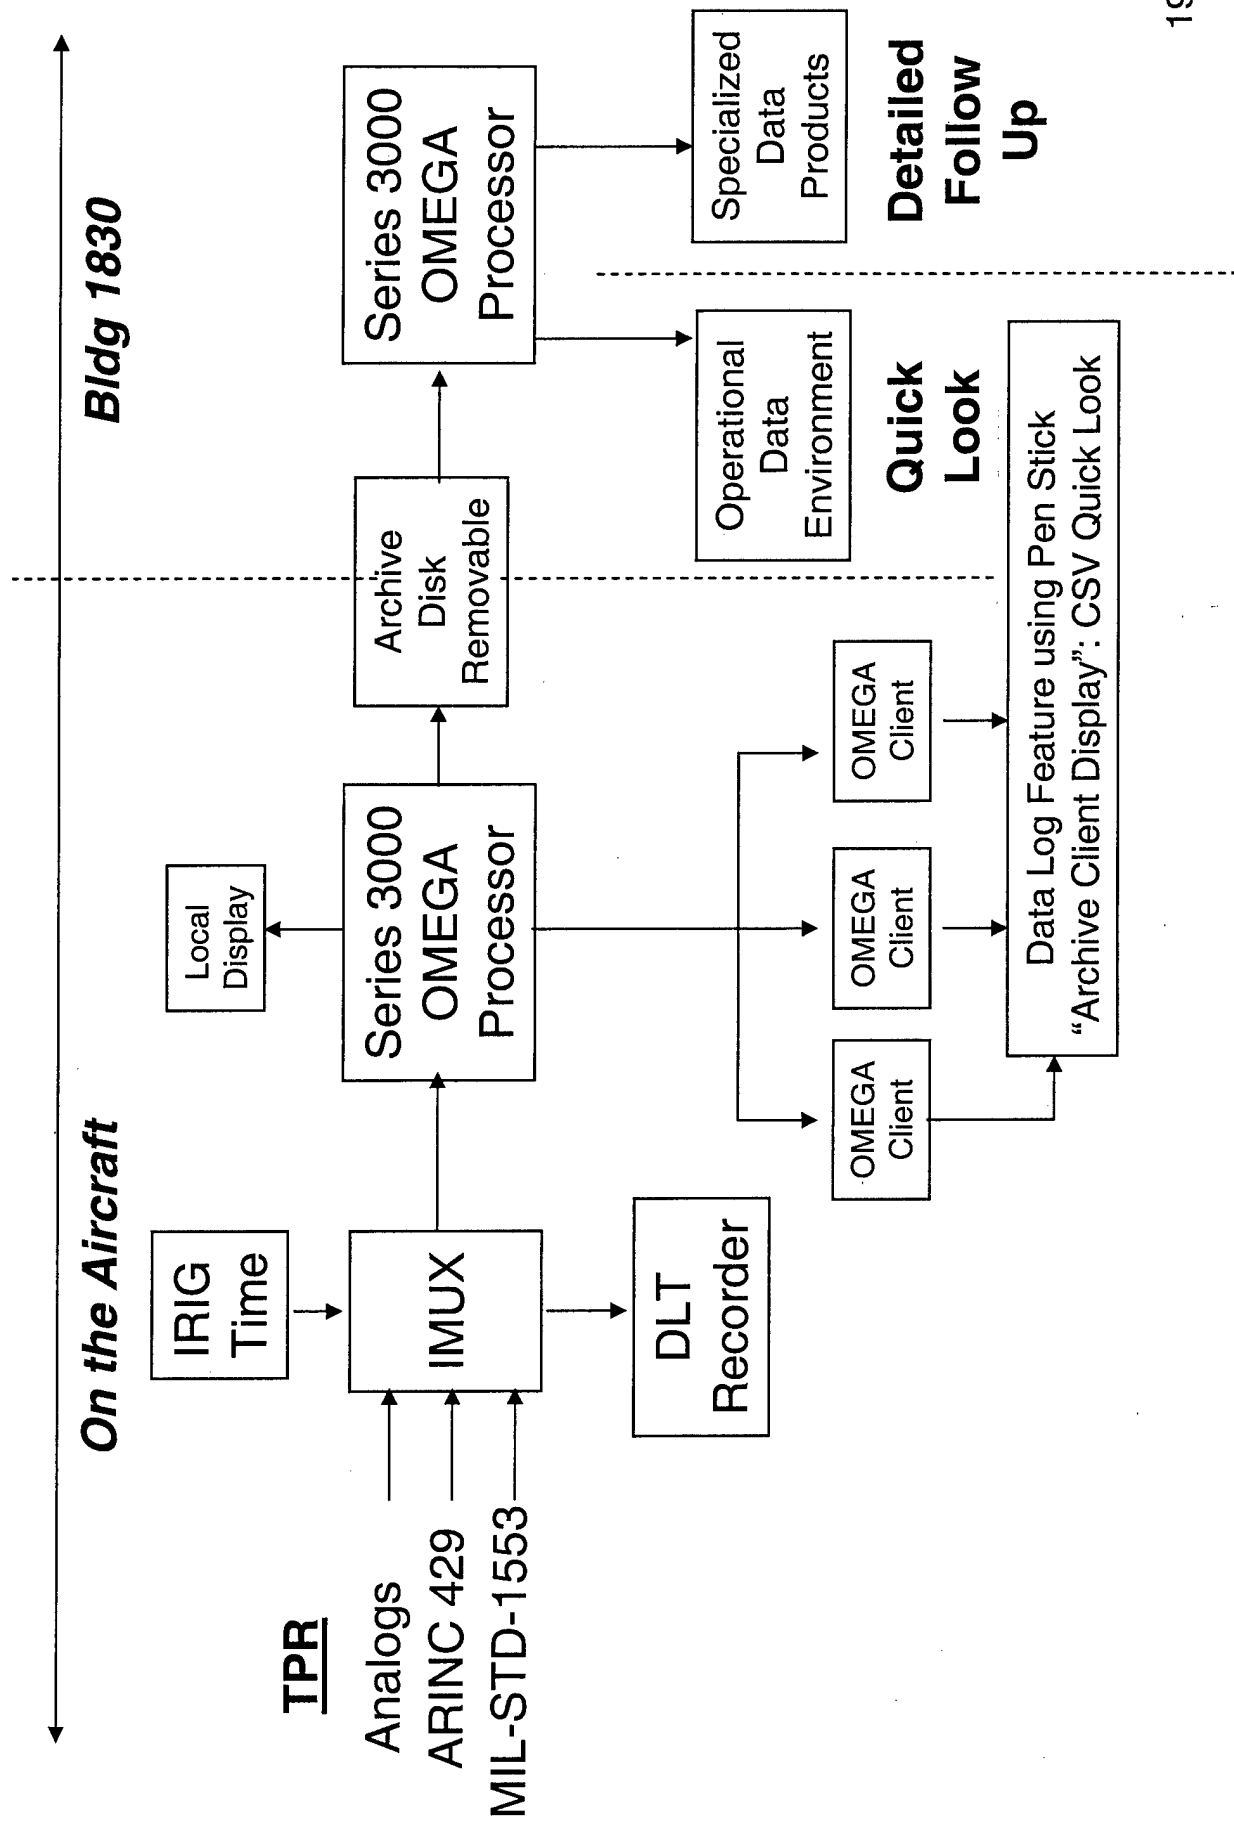 On the Aircraft
Bldg 1830
TPR
Analogs
ARINC 429
MIL-STD-1553
IRIG
Time
IMUX
DLT
Recorder
Local
Display
Series 3000
OMEGA
Processor
OMEGA
Client
OMEGA
Client
OMEGA
Client
Archive
Disk
Removable
Series 3000
OMEGA
Processor
Operational
Data
Environment
Specialized
Data
Products
Quick
Look
Detailed
Follow
Up
Data Log Feature using Pen Stick
“Archive Client Display”: CSV Quick Look
19